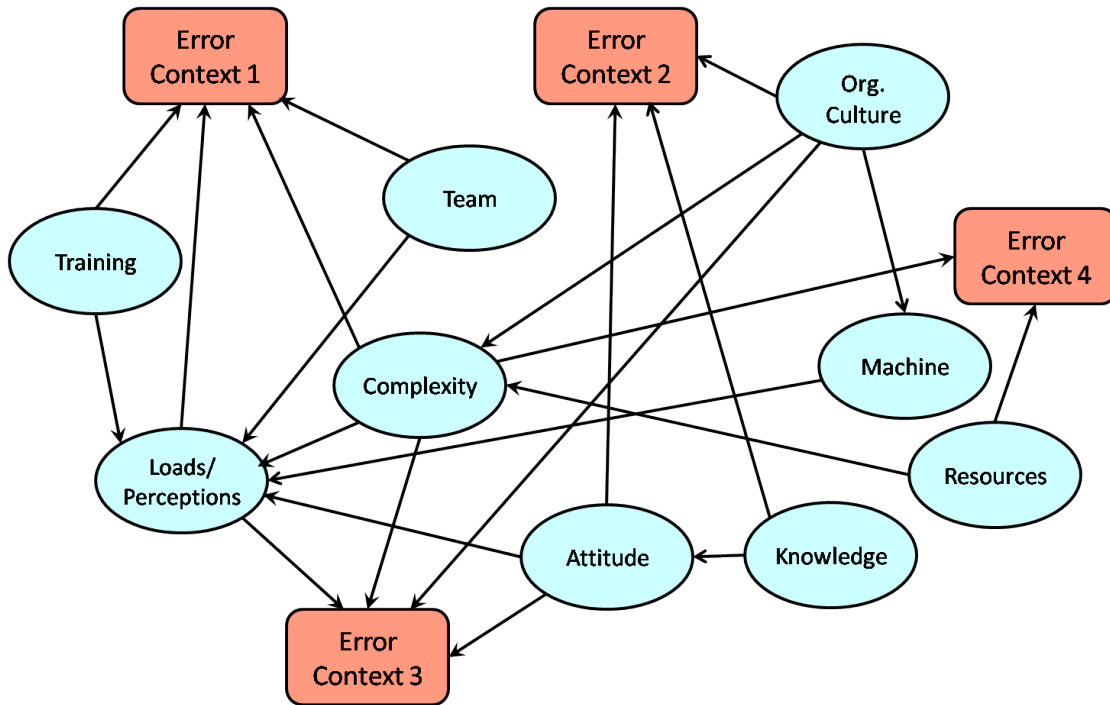 Error
Context 1
Error
Context 2
Org.
Culture
Team
Training
Error
Context 4
Complexity
Machine
Loads/
Perceptions
Resources
Attitude
Knowledge
Error
Context 3